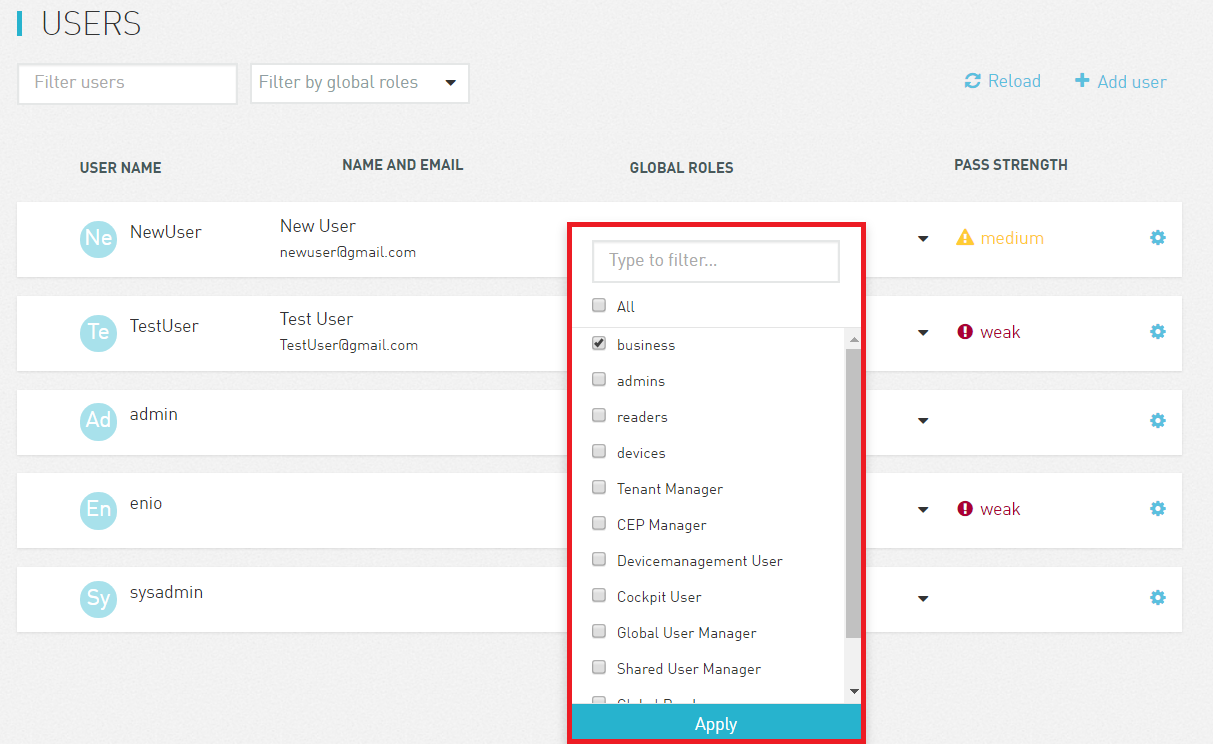 USERS
Filter users
Filter by global roles
Reload
Add user
USER NAME
NAME AND EMAIL
GLOBAL ROLES
PASS STRENGTH
Ne
NewUser
New User
newuser@gmail.com
medium
Te
TestUser
Test User
TestUser@gmail.com
weak
Ad
admin
En
enio
weak
Sy
sysadmin
Type to filter...
All
business
admins
readers
devices
Tenant Manager
CEP Manager
Devicemanagement User
Cockpit User
Global User Manager
Shared User Manager
Apply